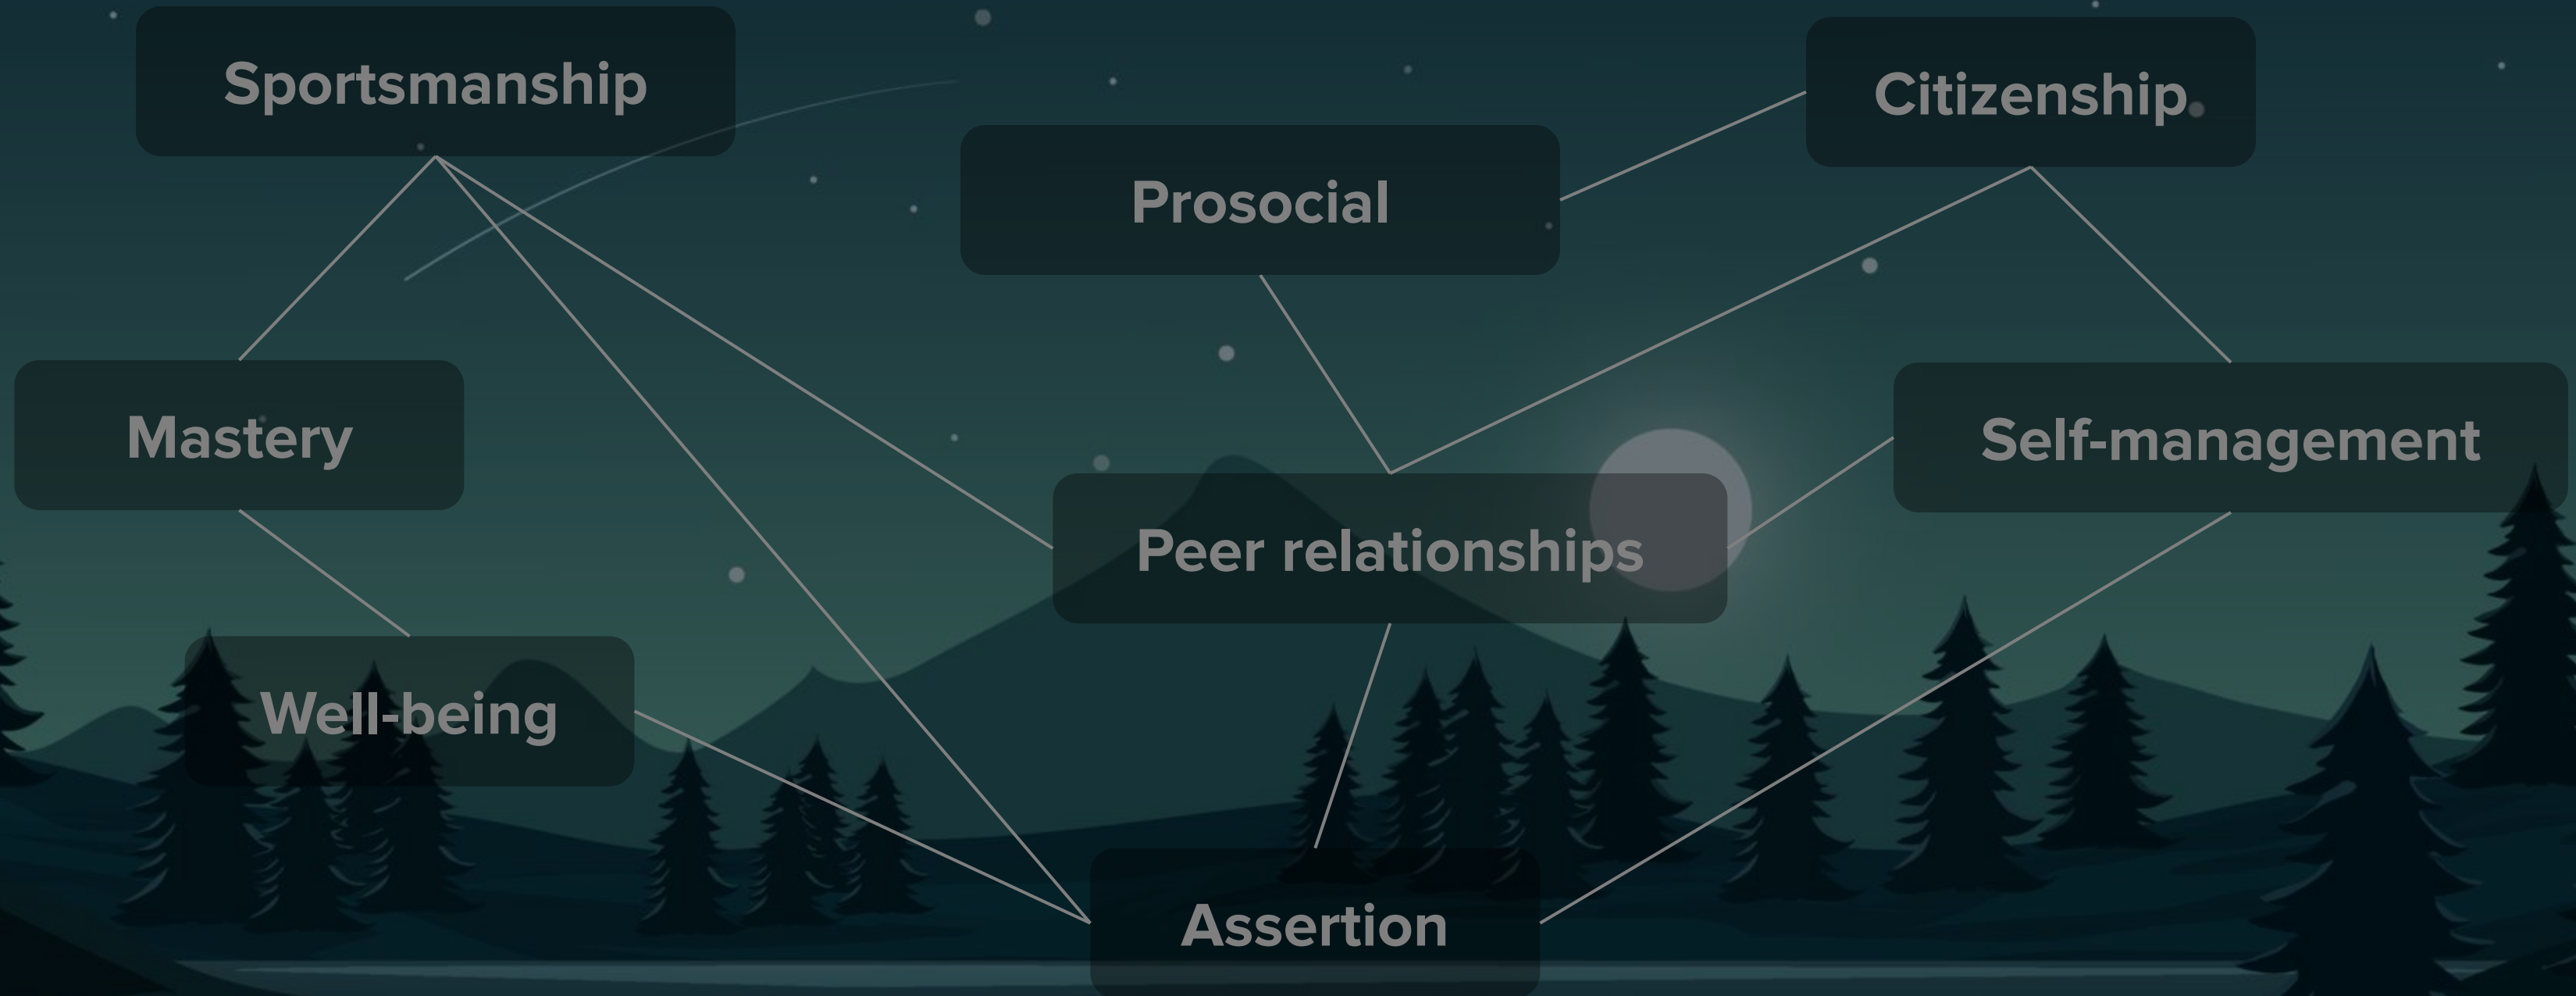 Sportsmanship
Citizenship
Prosocial
Mastery
Self-management
Peer relationships
Well-being
Assertion